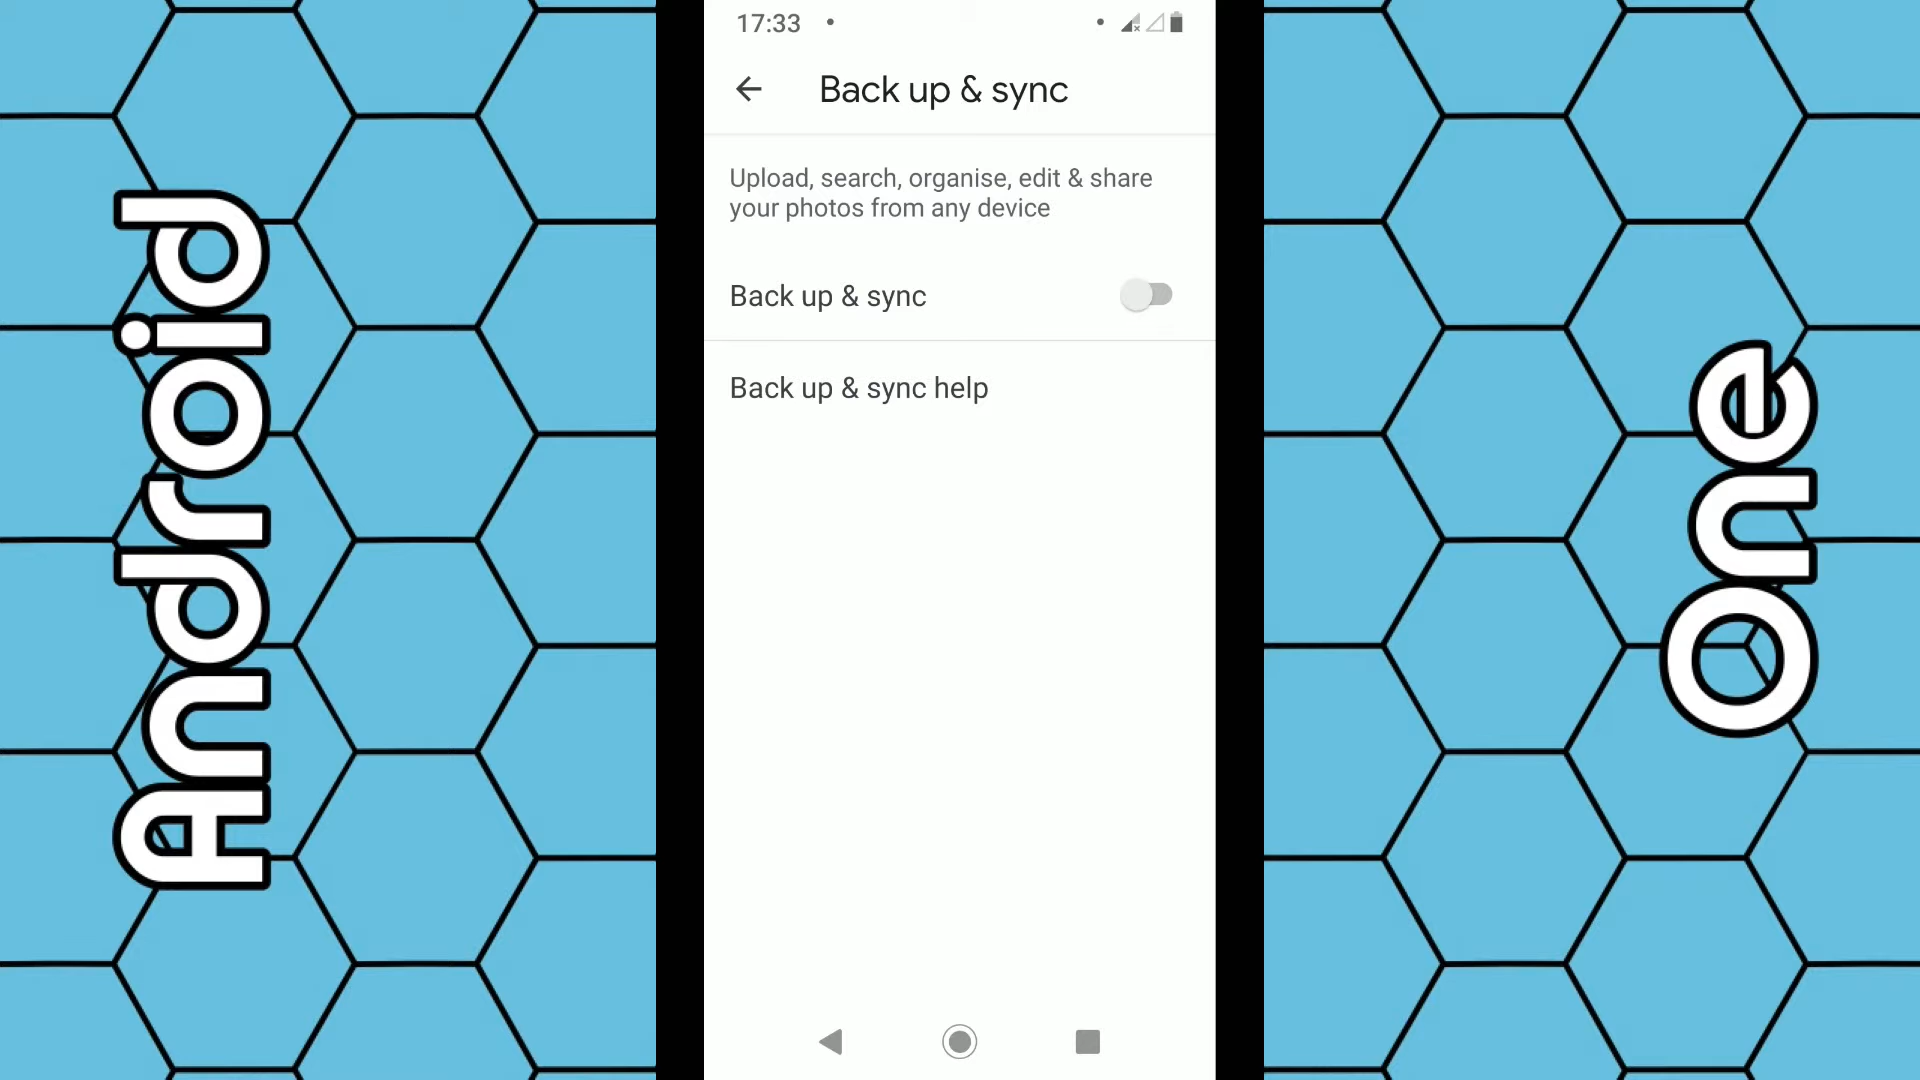 Android
17:33
Back up & sync
Upload, search, organise, edit & share
your photos from any device
Back up & sync
Back up & sync help
One